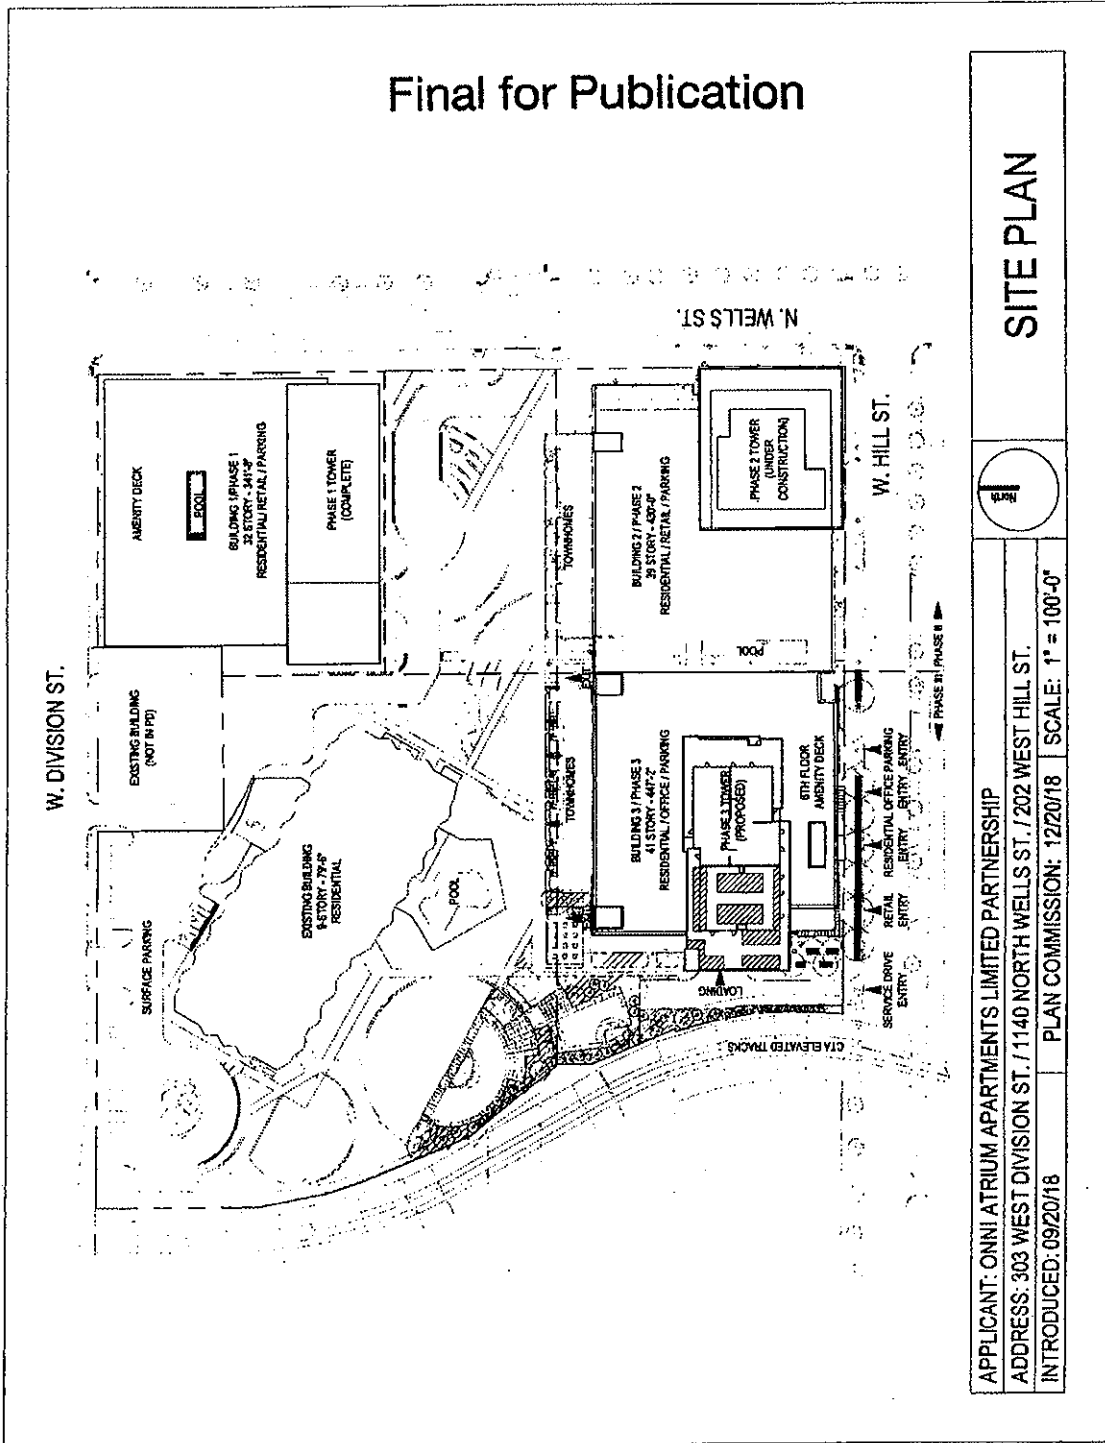 Final for Publication
W. DIVISION ST.
SURFACE PARKING
EXISTING BUILDING
(NOT IN PD)
AMENITY DECK
POOL
BUILDING 1/PHASE 1
32 STORY - 341'-8"
RESIDENTIAL/ RETAIL / PARKING
PHASE 1 TOWER
(COMPLETE)
EXISTING BUILDING
9-STORY - 79'-6"
RESIDENTIAL
POOL
N. WELLS ST.
TOWNHOMES
TOWNHOMES
EXIT
BUILDING 3 / PHASE 3
41 STORY - 447'-2"
RESIDENTIAL / OFFICE / PARKING
BUILDING 2 / PHASE 2
39 STORY - 430'-0"
RESIDENTIAL / RETAIL / PARKING
PHASE 3 TOWER
(PROPOSED)
PHASE 2 TOWER
(UNDER
CONSTRUCTION)
POOL
6TH FLOOR
AMENITY DECK
LOADING
CTA ELEVATED TRACKS
W. HILL ST.
SERVICE DRIVE
ENTRY
RETAIL
ENTRY
RESIDENTIAL
ENTRY
OFFICE
ENTRY
PARKING
ENTRY
PHASE III
PHASE II
APPLICANT: ONNI ATRIUM APARTMENTS LIMITED PARTNERSHIP
ADDRESS: 303 WEST DIVISION ST. / 1140 NORTH WELLS ST. / 202 WEST HILL ST.
INTRODUCED: 09/20/18
PLAN COMMISSION: 12/20/18
SCALE: 1" = 100'-0"
North
SITE PLAN